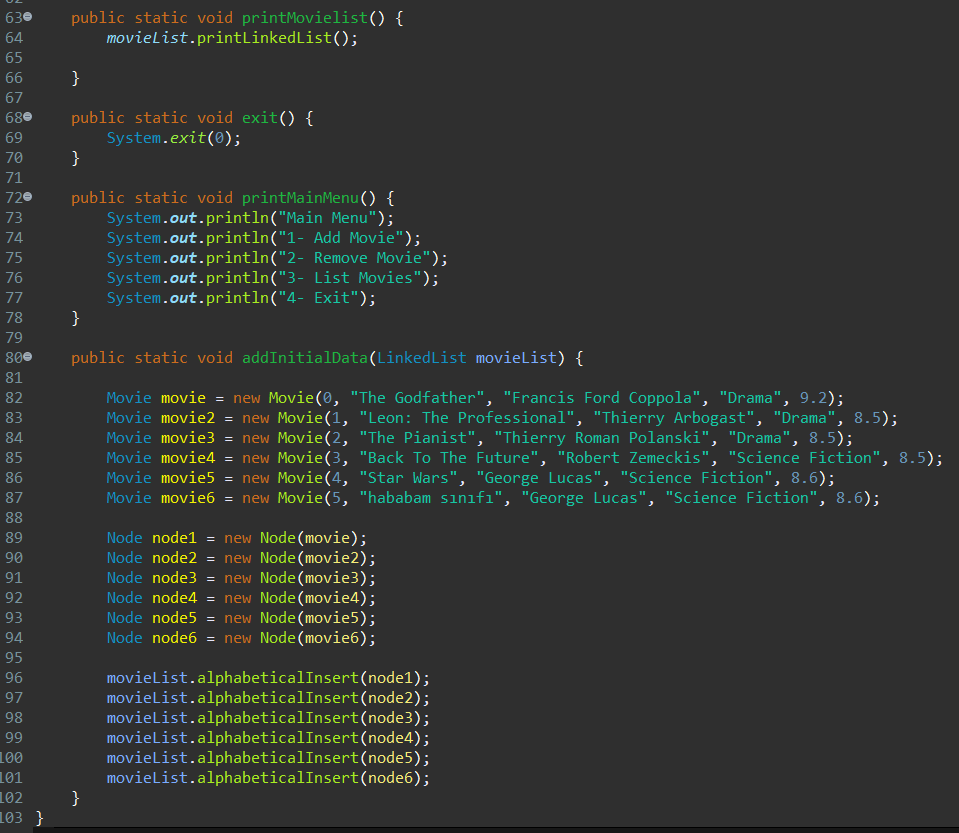 63 public static void printMovielist() {
64 movieList.printLinkedList();
65
66 }
67
68 public static void exit() {
69 System.exit(0);
70 }
71
72 public static void printMainMenu() {
73 System.out.println("Main Menu");
74 System.out.println("1- Add Movie");
75 System.out.println("2- Remove Movie");
76 System.out.println("3- List Movies");
77 System.out.println("4- Exit");
78 }
79
80 public static void addInitialData(LinkedList movieList) {
81
82 Movie movie = new Movie(0, "The Godfather", "Francis Ford Coppola", "Drama", 9.2);
83 Movie movie2 = new Movie(1, "Leon: The Professional", "Thierry Arbogast", "Drama", 8.5);
84 Movie movie3 = new Movie(2, "The Pianist", "Thierry Roman Polanski", "Drama", 8.5);
85 Movie movie4 = new Movie(3, "Back To The Future", "Robert Zemeckis", "Science Fiction", 8.5);
86 Movie movie5 = new Movie(4, "Star Wars", "George Lucas", "Science Fiction", 8.6);
87 Movie movie6 = new Movie(5, "hababam sınıfı", "George Lucas", "Science Fiction", 8.6);
88
89 Node node1 = new Node(movie);
90 Node node2 = new Node(movie2);
91 Node node3 = new Node(movie3);
92 Node node4 = new Node(movie4);
93 Node node5 = new Node(movie5);
94 Node node6 = new Node(movie6);
95
96 movieList.alphabeticalInsert(node1);
97 movieList.alphabeticalInsert(node2);
98 movieList.alphabeticalInsert(node3);
99 movieList.alphabeticalInsert(node4);
100 movieList.alphabeticalInsert(node5);
101 movieList.alphabeticalInsert(node6);
102 }
103 }